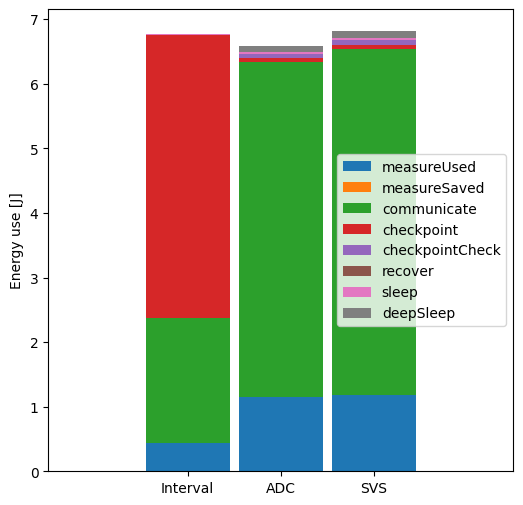 7
6
5
4
3
2
1
0
Energy use [J]
measureUsed
measureSaved
communicate
checkpoint
checkpointCheck
recover
sleep
deepSleep
Interval ADC SVS